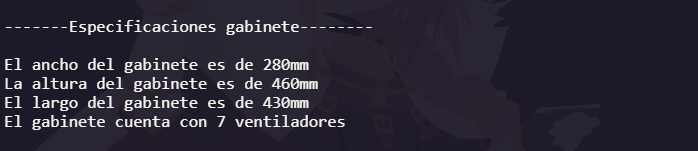 -------Especificaciones gabinete--------
El ancho del gabinete es de 280mm
La altura del gabinete es de 460mm
El largo del gabinete es de 430mm
El gabinete cuenta con 7 ventiladores